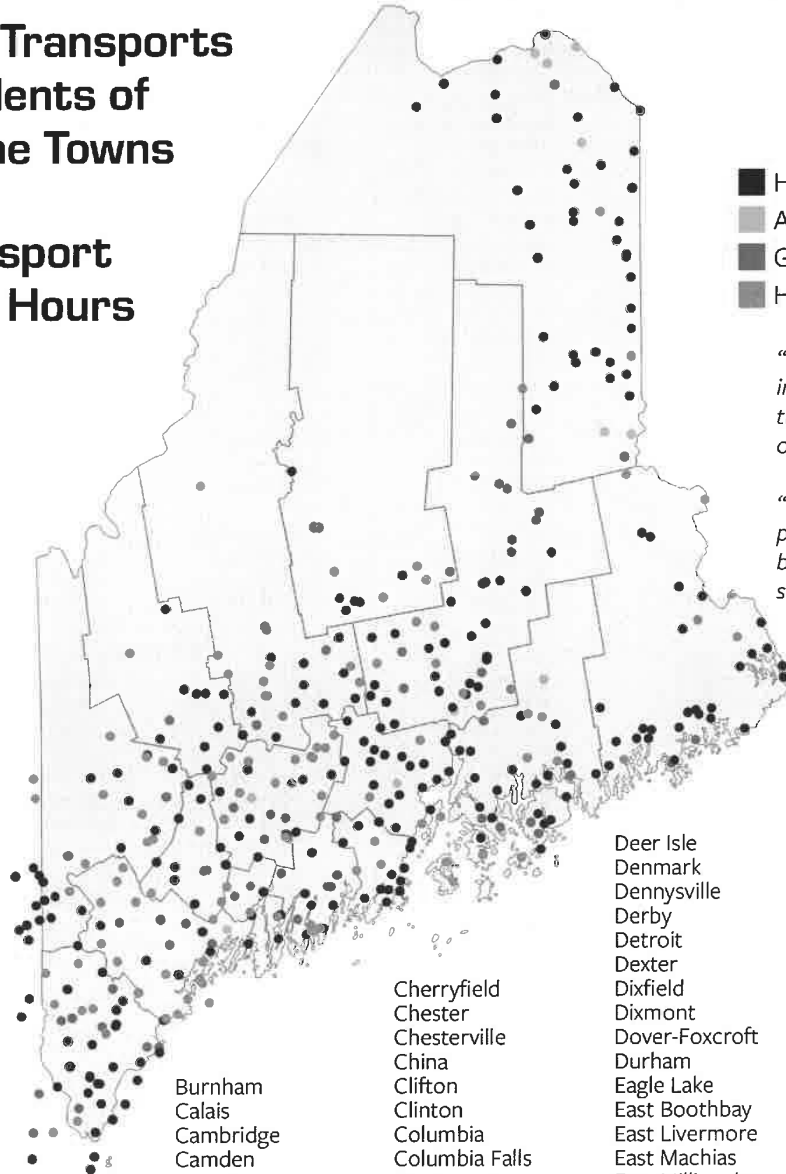 Transports
lents of
ne Towns
sport
Hours
H
A
G
H
“
in
t
o
“
p
b
s
Burnham
Calais
Cambridge
Camden
Cherryfield
Chester
Chesterville
China
Clifton
Clinton
Columbia
Columbia Falls
Deer Isle
Denmark
Dennysville
Derby
Detroit
Dexter
Dixfield
Dixmont
Dover-Foxcroft
Durham
Eagle Lake
East Boothbay
East Livermore
East Machias